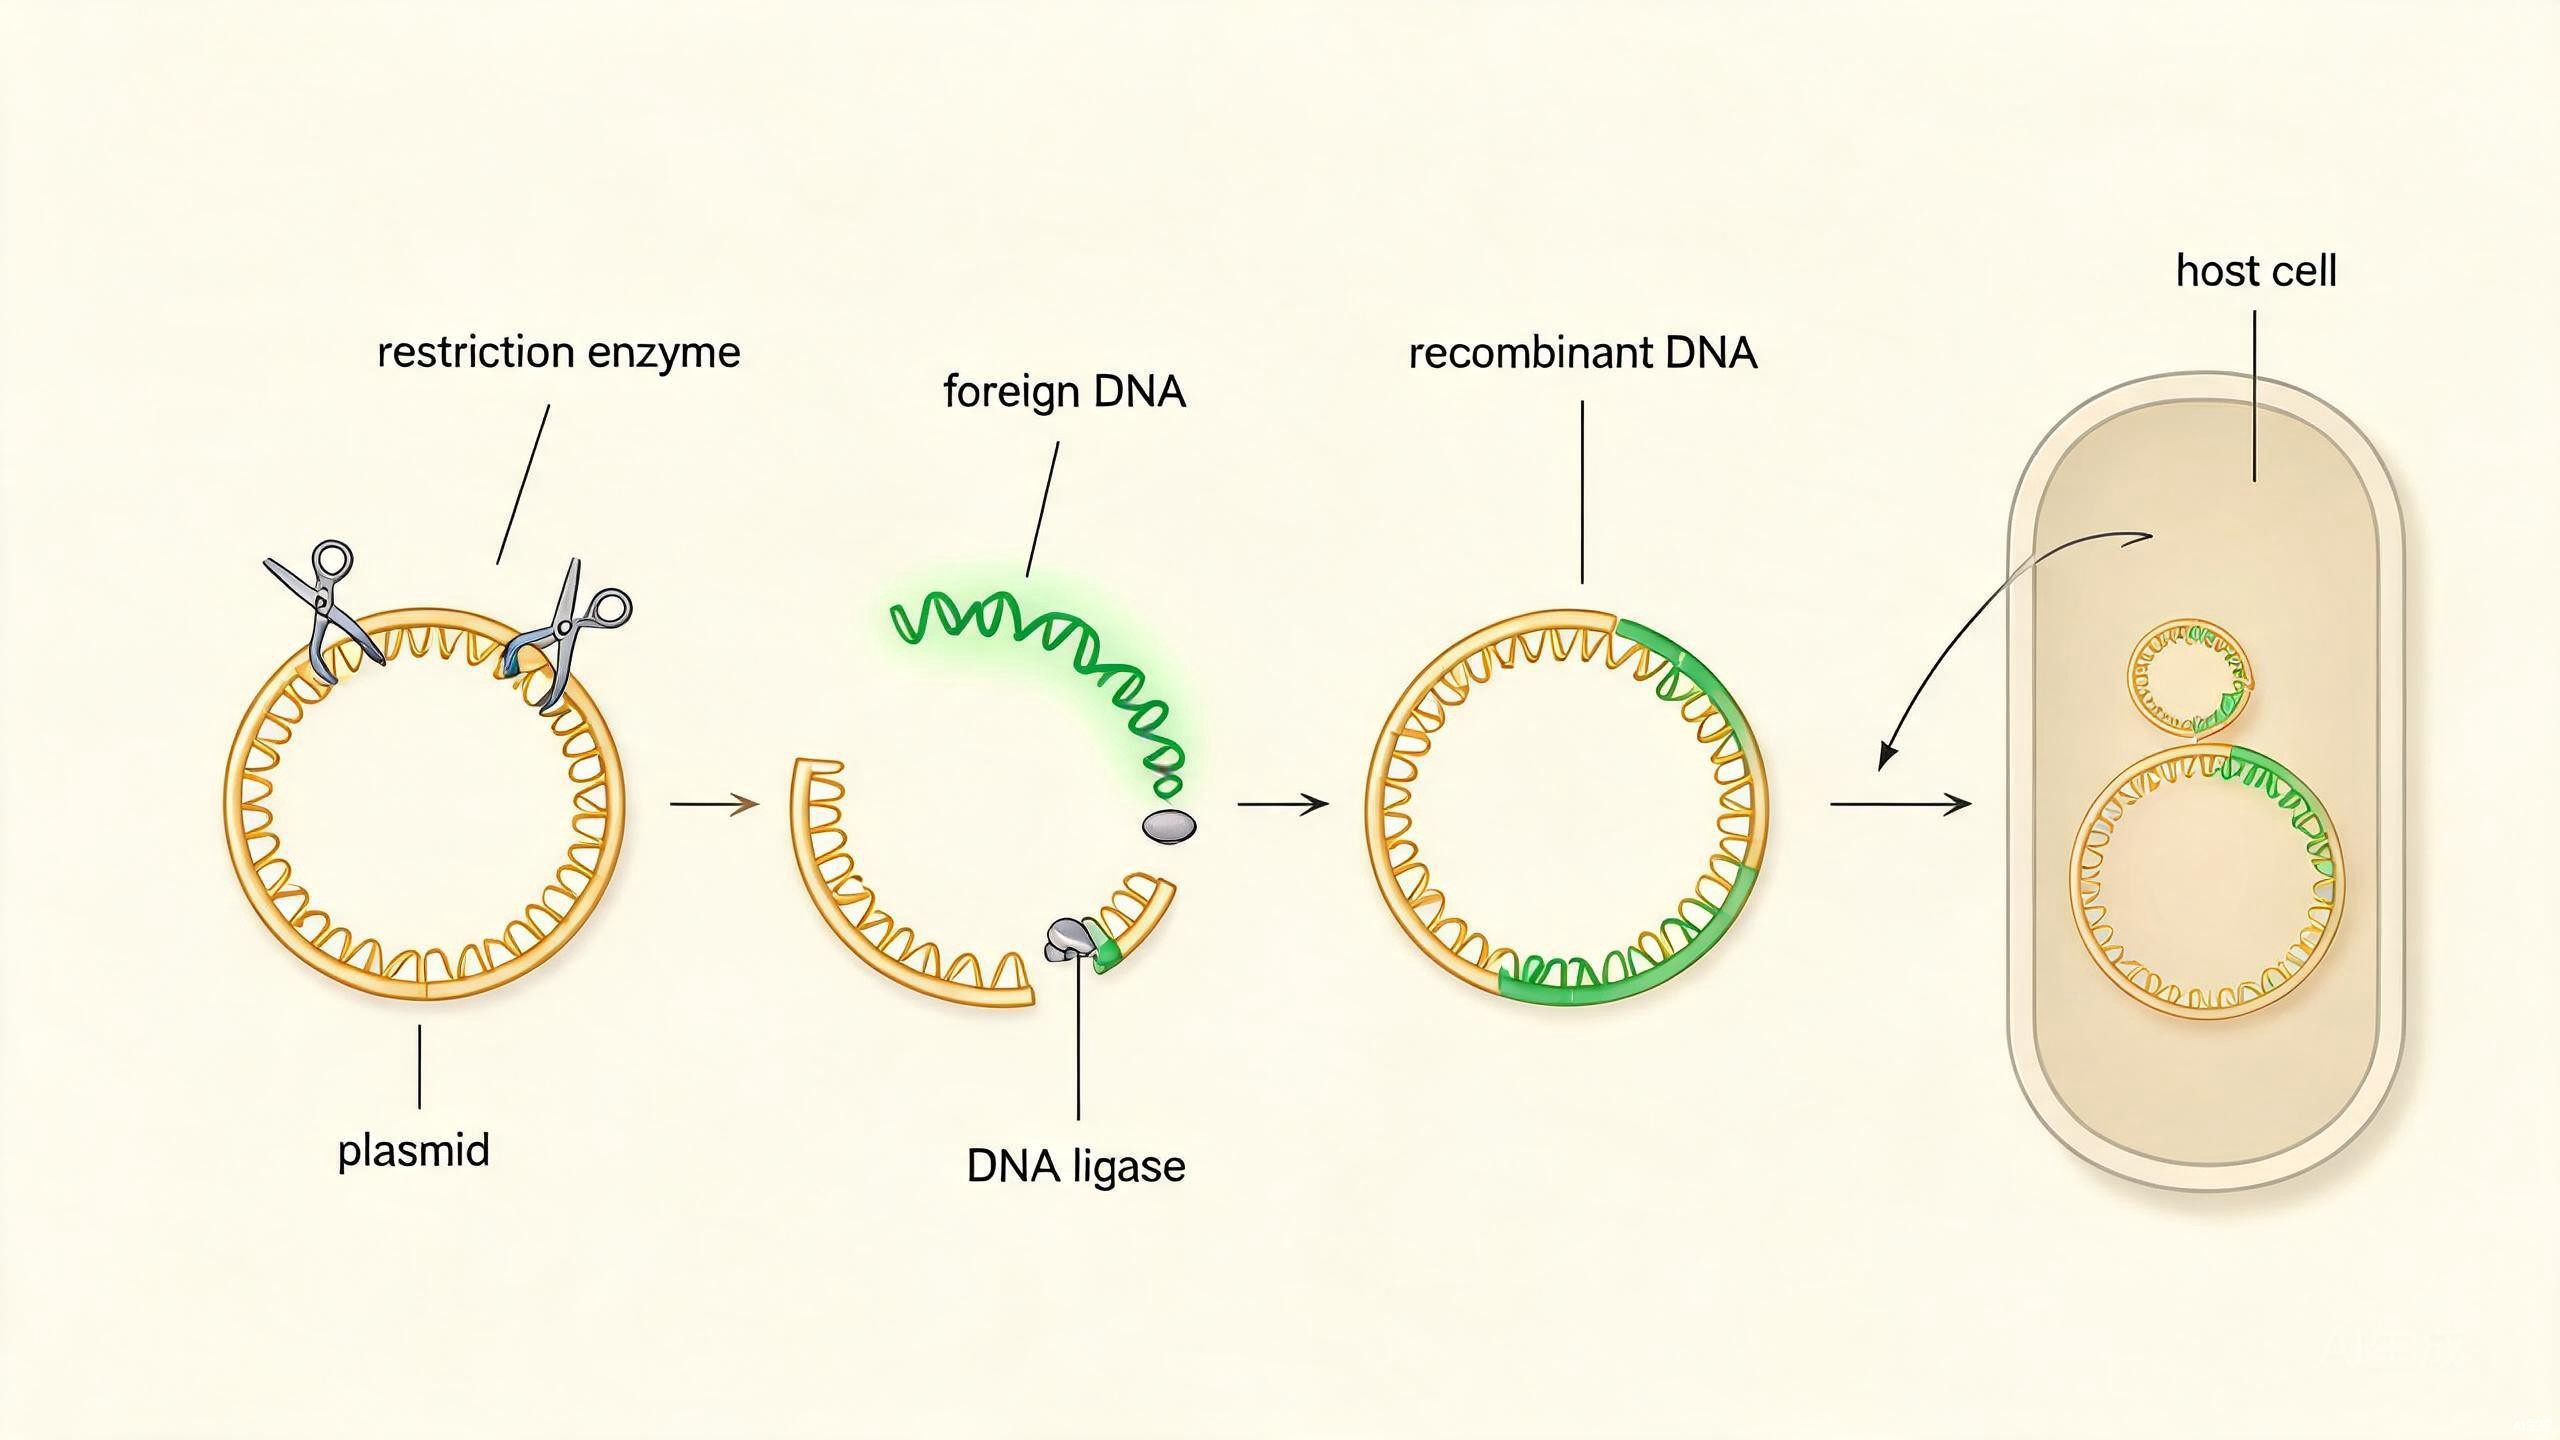 restriction enzyme
foreign DNA
recombinant DNA
host cell
plasmid
DNA ligase